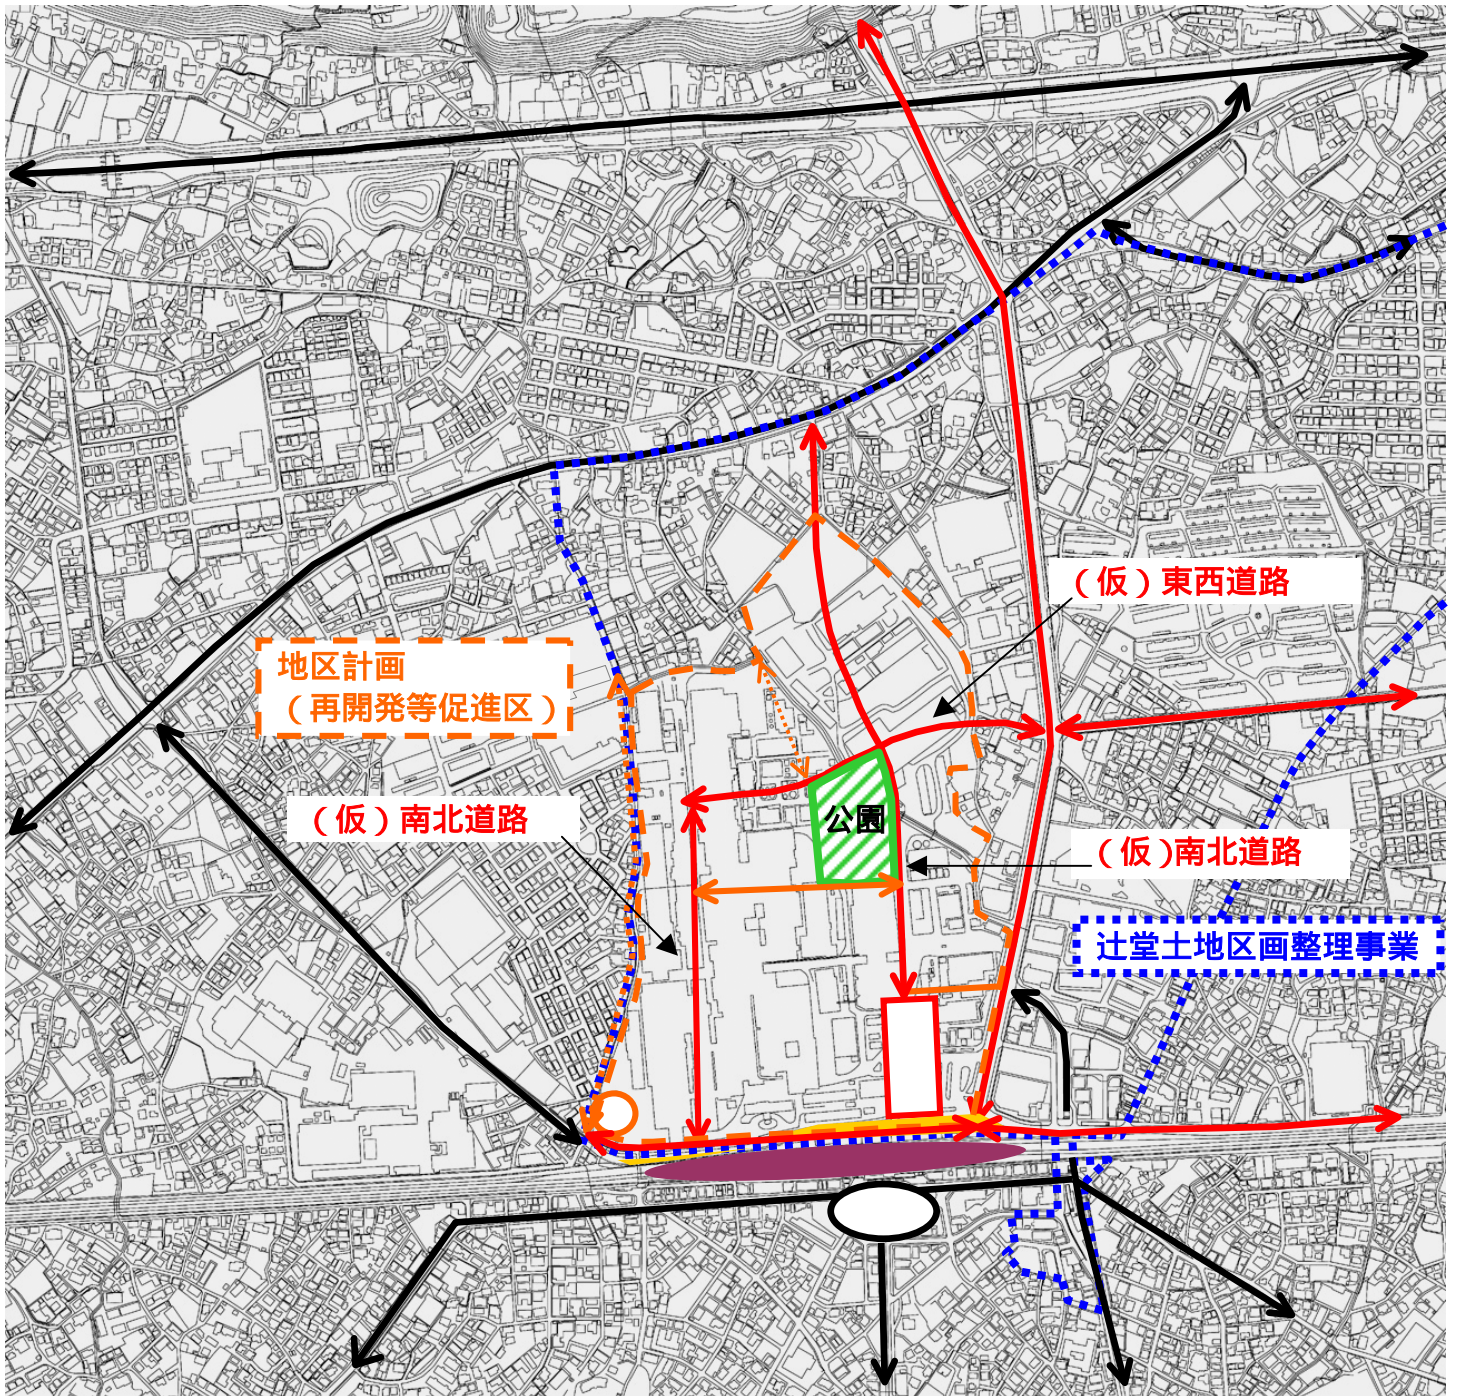 （仮）東西道路
地区計画
（再開発等促進区）
（仮）南北道路
公園
（仮）南北道路
辻堂土地区画整理事業